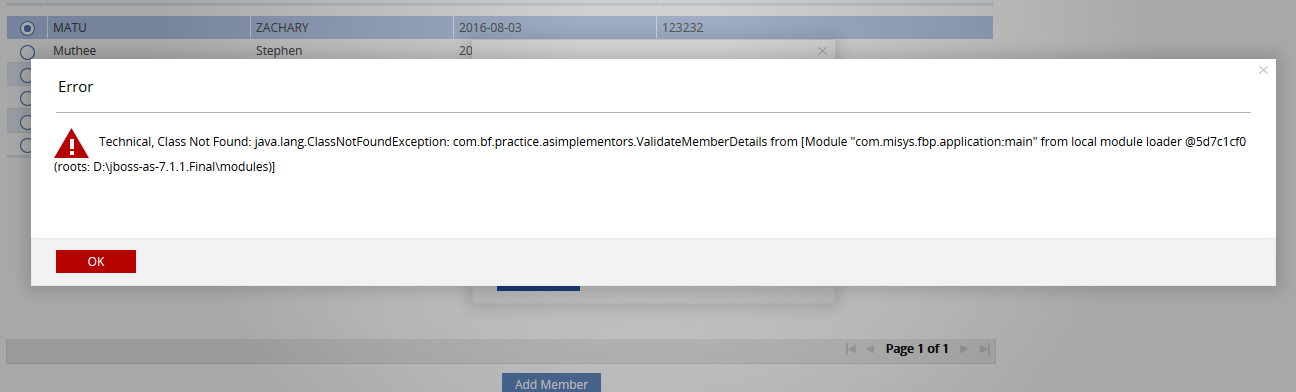 MATU ZACHARY 2016-08-03 123232
Muthee Stephen 20
Error
Technical, Class Not Found: java.lang.ClassNotFoundException: com.bf.practice.asimplementors.ValidateMemberDetails from [Module "com.misys.fbp.application:main" from local module loader @5d7c1cf0
(roots: D:\jboss-as-7.1.1.Final\modules)]
OK
Page 1 of 1
Add Member